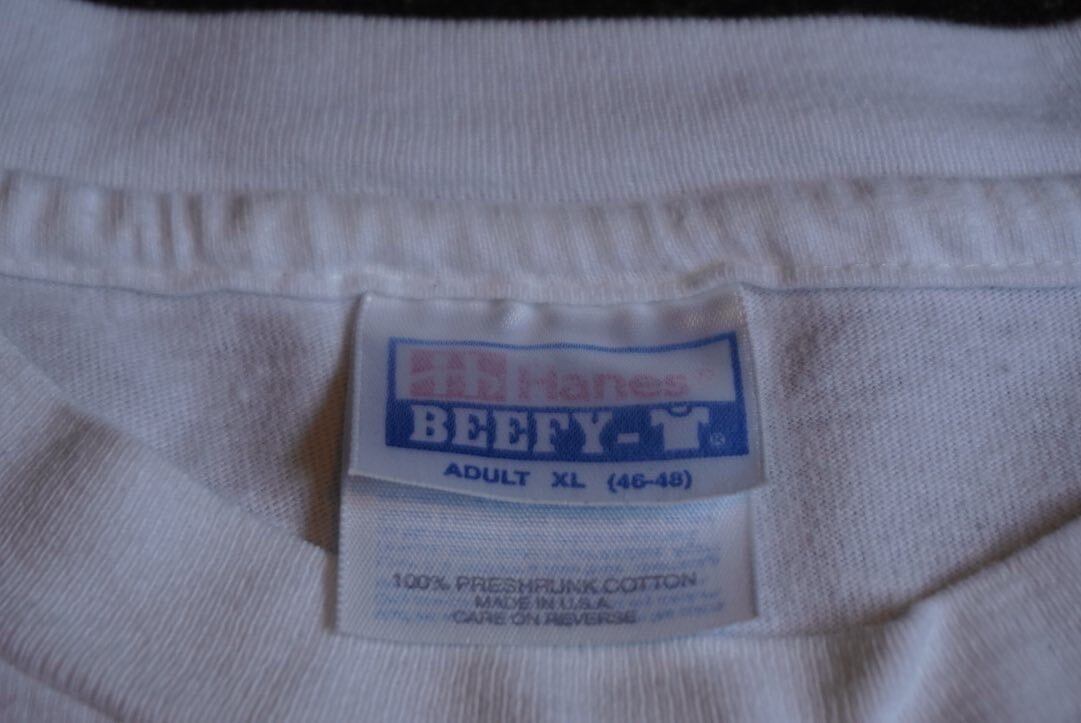 Hanes®
BEEFY-T®
ADULT XL (46-48)
100% PRESHRUNK COTTON
MADE IN U.S.A.
CARE ON REVERSE